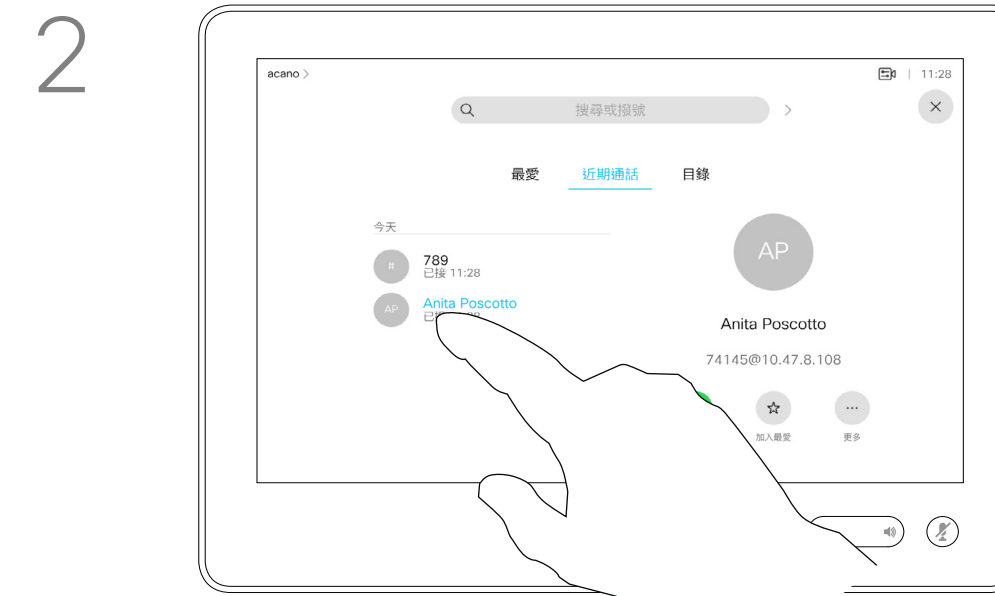 2
acano >
11:28
搜尋或撥號
最愛 近期通話 目錄
今天
#
789
已接 11:28
AP
Anita Poscotto
AP
Anita Poscotto
74145@10.47.8.108
加入最愛
更多